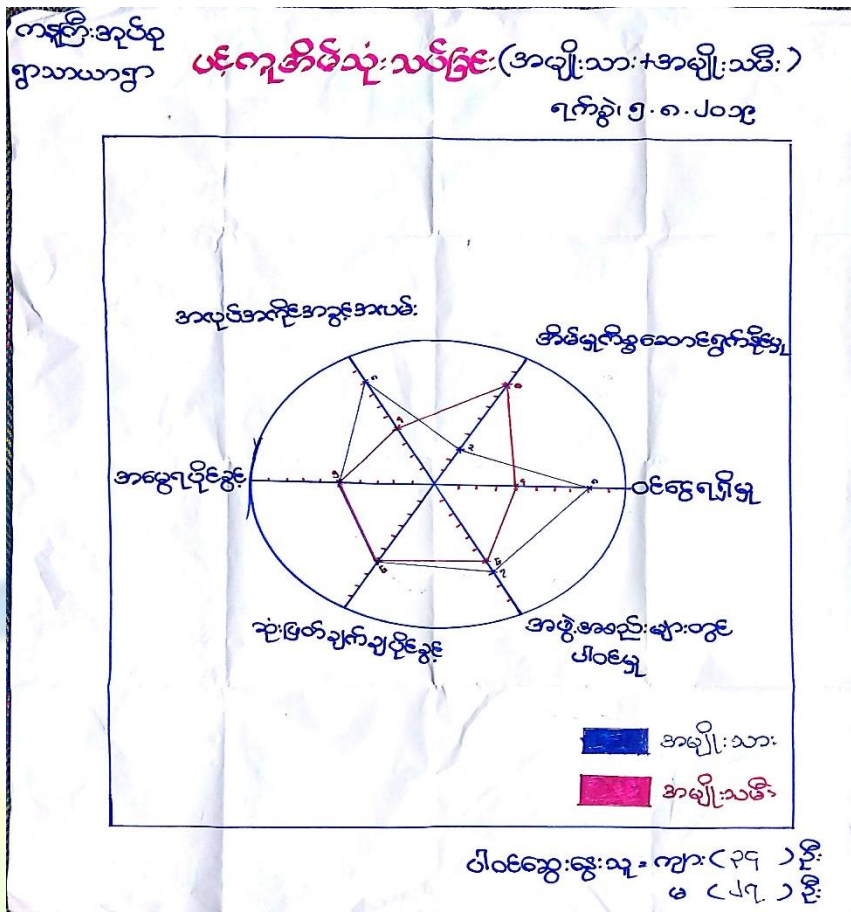 ကနူကြီးအုပ်စု
ရွာသာယာရွာ
ပင့်ကူအိမ်သုံးသပ်ခြင်း (အမျိုးသား+အမျိုးသမီး)
ရက်စွဲ၊ ၅.၈.၂၀၁၉
အလုပ်အကိုင်အခွင့်အလမ်း
အိမ်မှုကိစ္စဆောင်ရွက်နိုင်မှု
အမွေရပိုင်ခွင့်
ဝင်ငွေရရှိမှု
ဆုံးဖြတ်ချက်ချပိုင်ခွင့်
အဖွဲ့အစည်းများတွင်
ပါဝင်မှု
အမျိုးသား
အမျိုးသမီး
ပါဝင်ဆွေးနွေးသူ = ကျား (၃၄) ဦး
မ (၂၇) ဦး